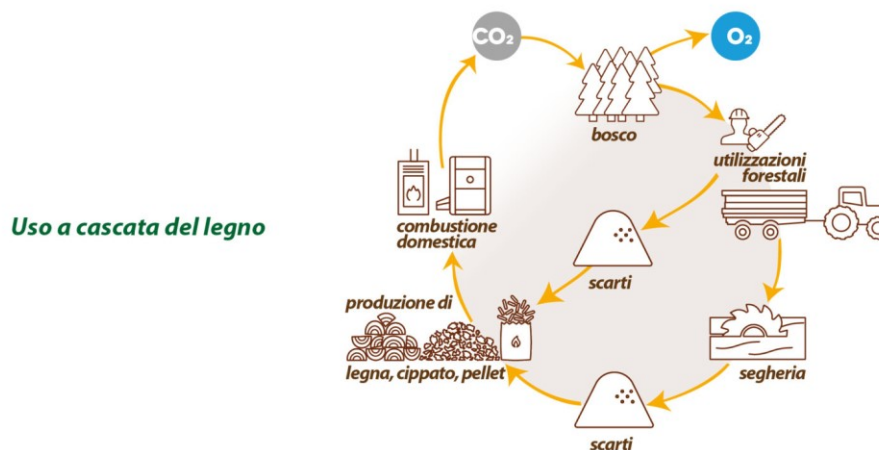 CO₂
O₂
bosco
utilizzazioni
forestali
Uso a cascata del legno
combustione
domestica
scarti
produzione di
legna, cippato, pellet
segheria
scarti